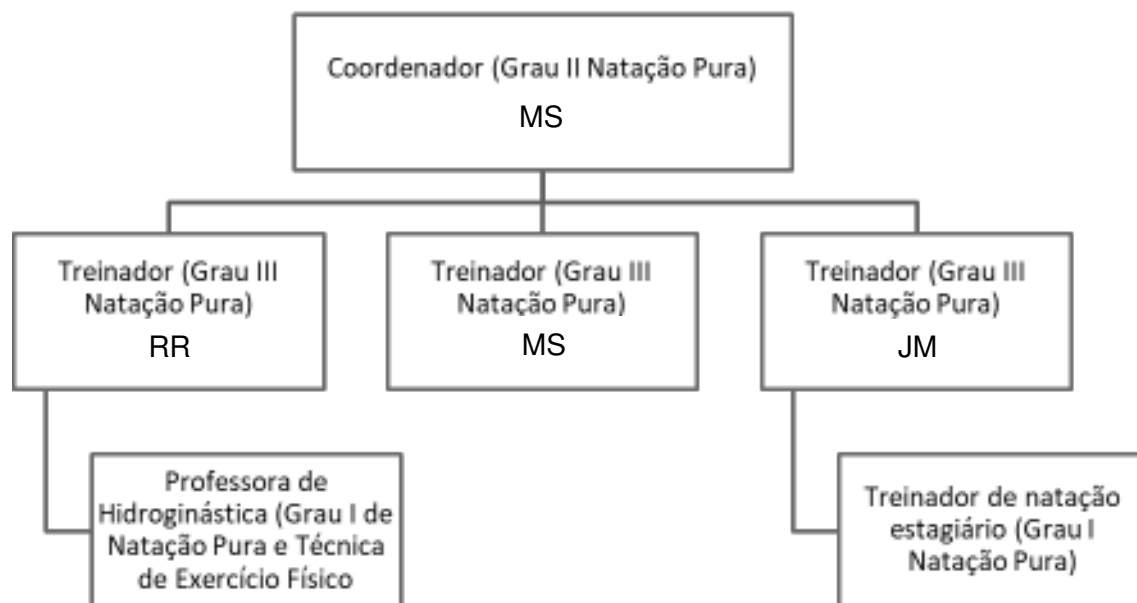 Coordenador (Grau II Natação Pura)
MS
Treinador (Grau III
Natação Pura)
RR
Treinador (Grau III
Natação Pura)
MS
Treinador (Grau III
Natação Pura)
JM
Professora de
Hidroginástica (Grau I de
Natação Pura e Técnica
de Exercício Físico
Treinador de natação
estagiário (Grau I
Natação Pura)